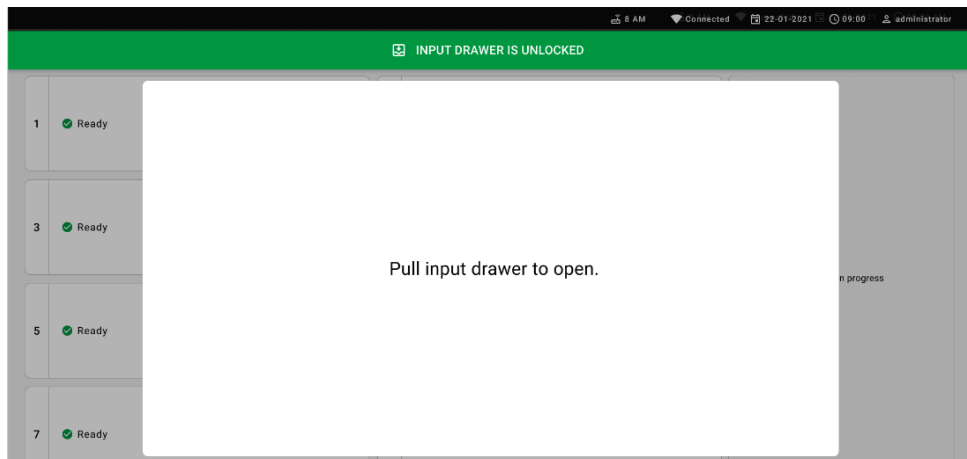 8 AM Connected 22-01-2021 09:00 administrator
INPUT DRAWER IS UNLOCKED
1 Ready
3 Ready
Pull input drawer to open.
n progress
5 Ready
7 Ready